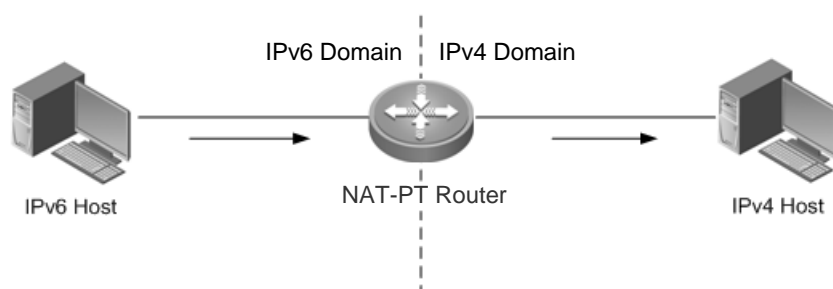 IPv6 Domain
IPv4 Domain
NAT-PT Router
IPv6 Host
IPv4 Host